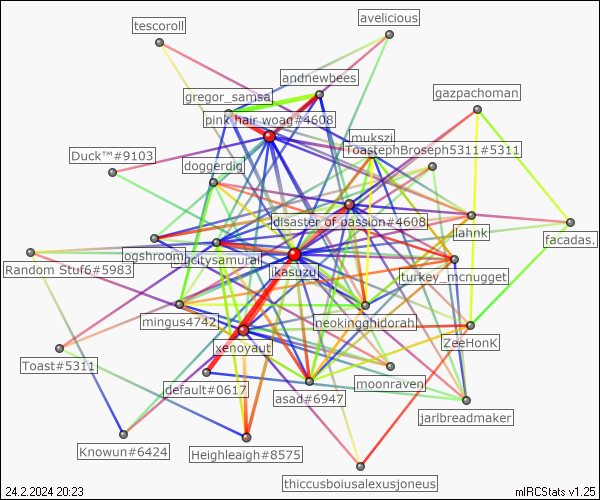 tescoroll
avelicious
andnewbees
gregor_samsa
gazpachoman
pink hair woag#4608
mukszi
ToastephBroseph5311#5311
Duck™#9103
doggerdig
disaster of passion#4608
lahnk
facadas.
ogshroom
bigcitysamurai
Random Stuf6#5983
ikasuzu
turkey_mcnugget
mingus4742
neokingghidorah
ZeeHonK
xenoyaut
Toast#5311
default#0617
moonraven
asad#6947
jarlbreadmaker
Knowun#6424
Heighleaigh#8575
thiccusboiusalexusjoneus
24.2.2024 20:23
mIRCStats v1.25